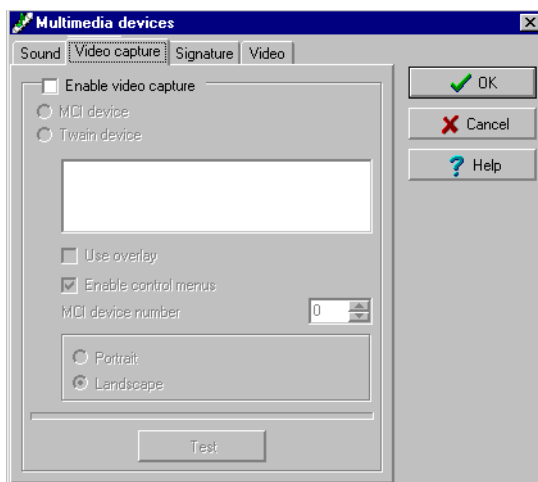 Multimedia devices
Sound Video capture Signature Video
Enable video capture
MCI device
Twain device
Use overlay
Enable control menus
MCI device number 0
Portrait
Landscape
Test
OK
Cancel
Help